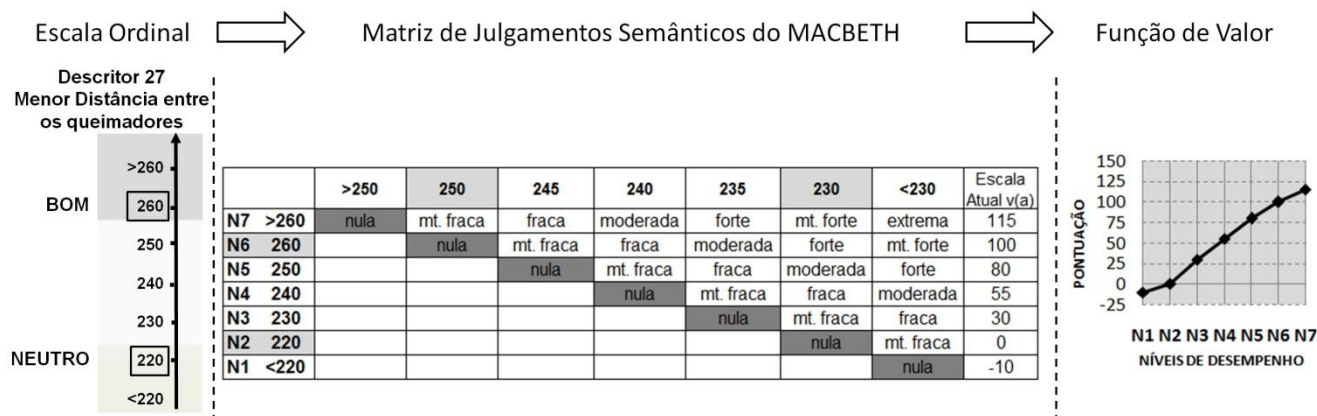 Escala Ordinal
Matriz de Julgamentos Semânticos do MACBETH
Função de Valor
Descritor 27
Menor Distância entre
os queimadores
>260
BOM 260
250
240
230
NEUTRO 220
<220
>250 250 245 240 235 230 <230 Escala Atual v(a)
N7 >260 nula mt. fraca fraca moderada forte mt. forte extrema 115
N6 260 nula mt. fraca fraca moderada forte mt. forte 100
N5 250 nula mt. fraca fraca moderada forte 80
N4 240 nula mt. fraca fraca moderada 55
N3 230 nula mt. fraca fraca 30
N2 220 nula mt. fraca 0
N1 <220 nula -10
PONTUAÇÃO
150
125
100
75
50
25
0
-25
N1 N2 N3 N4 N5 N6 N7
NÍVEIS DE DESEMPENHO